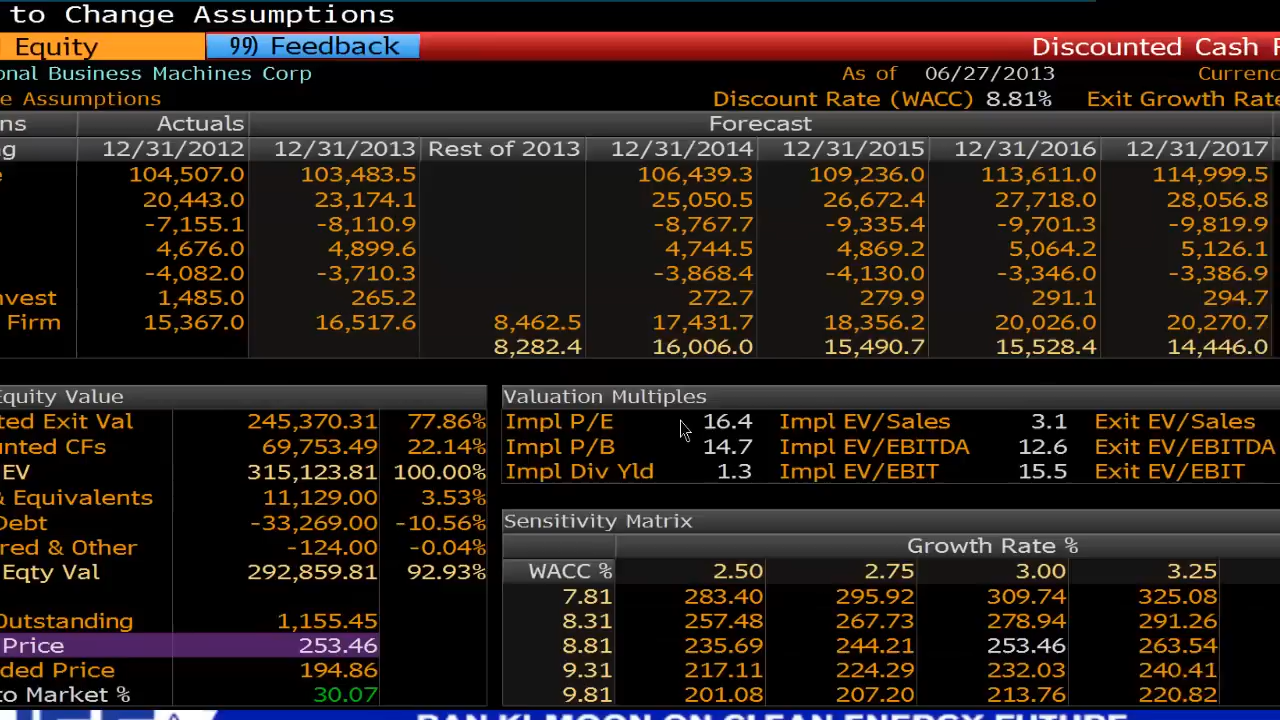 to Change Assumptions
Equity 99) Feedback Discounted Cash F
onal Business Machines Corp As of 06/27/2013 Currenc
e Assumptions Discount Rate (WACC) 8.81% Exit Growth Rate
ns Actuals Forecast
g 12/31/2012 12/31/2013 Rest of 2013 12/31/2014 12/31/2015 12/31/2016 12/31/2017
e 104,507.0 103,483.5 106,439.3 109,236.0 113,611.0 114,999.5
20,443.0 23,174.1 25,050.5 26,672.4 27,718.0 28,056.8
-7,155.1 -8,110.9 -8,767.7 -9,335.4 -9,701.3 -9,819.9
4,676.0 4,899.6 4,744.5 4,869.2 5,064.2 5,126.1
-4,082.0 -3,710.3 -3,868.4 -4,130.0 -3,346.0 -3,386.9
nvest 1,485.0 265.2 272.7 279.9 291.1 294.7
Firm 15,367.0 16,517.6 8,462.5 17,431.7 18,356.2 20,026.0 20,270.7
8,282.4 16,006.0 15,490.7 15,528.4 14,446.0
Equity Value
ted Exit Val 245,370.31 77.86%
unted CFs 69,753.49 22.14%
EV 315,123.81 100.00%
& Equivalents 11,129.00 3.53%
Debt -33,269.00 -10.56%
red & Other -124.00 -0.04%
Eqty Val 292,859.81 92.93%
Outstanding 1,155.45
Price 253.46
ded Price 194.86
to Market % 30.07
Valuation Multiples
Impl P/E 16.4 Impl EV/Sales 3.1 Exit EV/Sales
Impl P/B 14.7 Impl EV/EBITDA 12.6 Exit EV/EBITDA
Impl Div Yld 1.3 Impl EV/EBIT 15.5 Exit EV/EBIT
Sensitivity Matrix
Growth Rate %
WACC % 2.50 2.75 3.00 3.25
7.81 283.40 295.92 309.74 325.08
8.31 257.48 267.73 278.94 291.26
8.81 235.69 244.21 253.46 263.54
9.31 217.11 224.29 232.03 240.41
9.81 201.08 207.20 213.76 220.82
BAN KI-MOON ON CLEAN ENERGY FUTURE